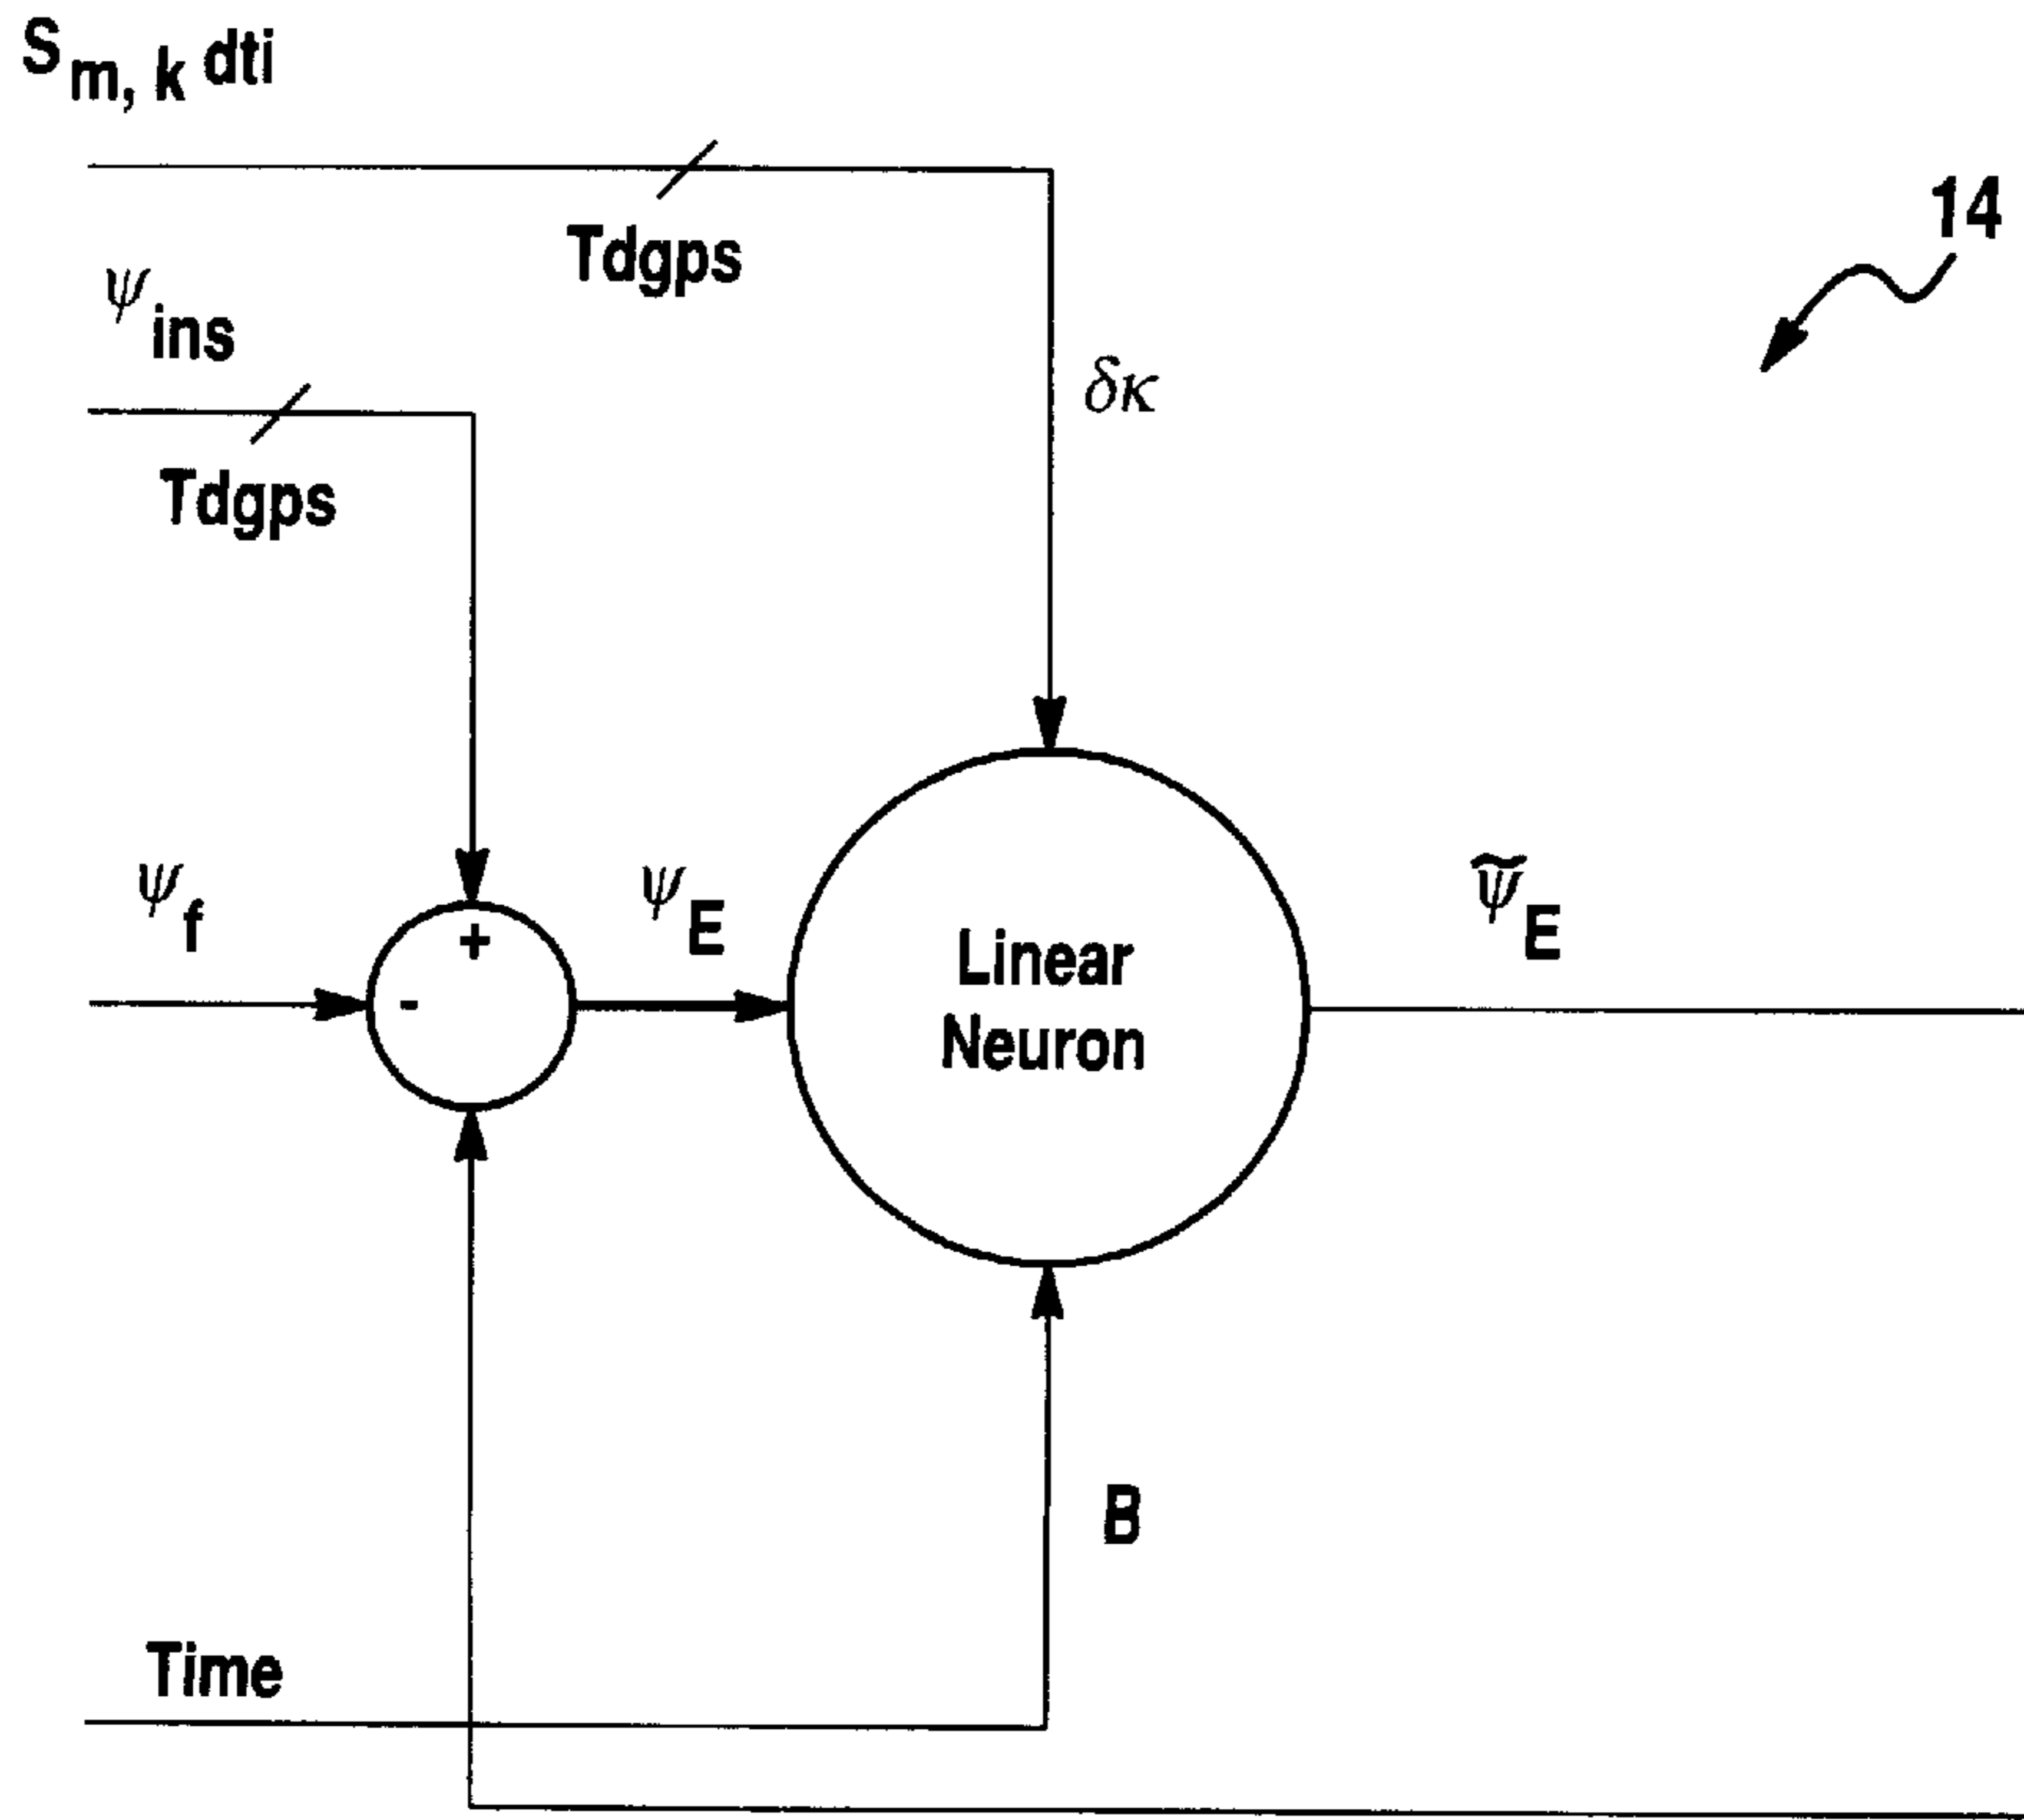 S m, k dti
Tdgps
14
ψ ins
δκ
Tdgps
ψ f
+
-
ψ E
Linear
Neuron
ψ̃ E
B
Time